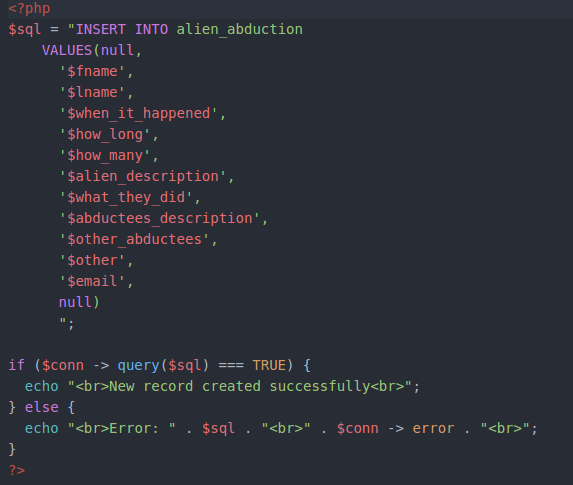 <?php
$sql = "INSERT INTO alien_abduction
    VALUES(null,
      '$fname',
      '$lname',
      '$when_it_happened',
      '$how_long',
      '$how_many',
      '$alien_description',
      '$what_they_did',
      '$abductees_description',
      '$other_abductees',
      '$other',
      '$email',
      null)
      ";

if ($conn -> query($sql) === TRUE) {
  echo "<br>New record created successfully<br>";
} else {
  echo "<br>Error: " . $sql . "<br>" . $conn -> error . "<br>";
}
?>